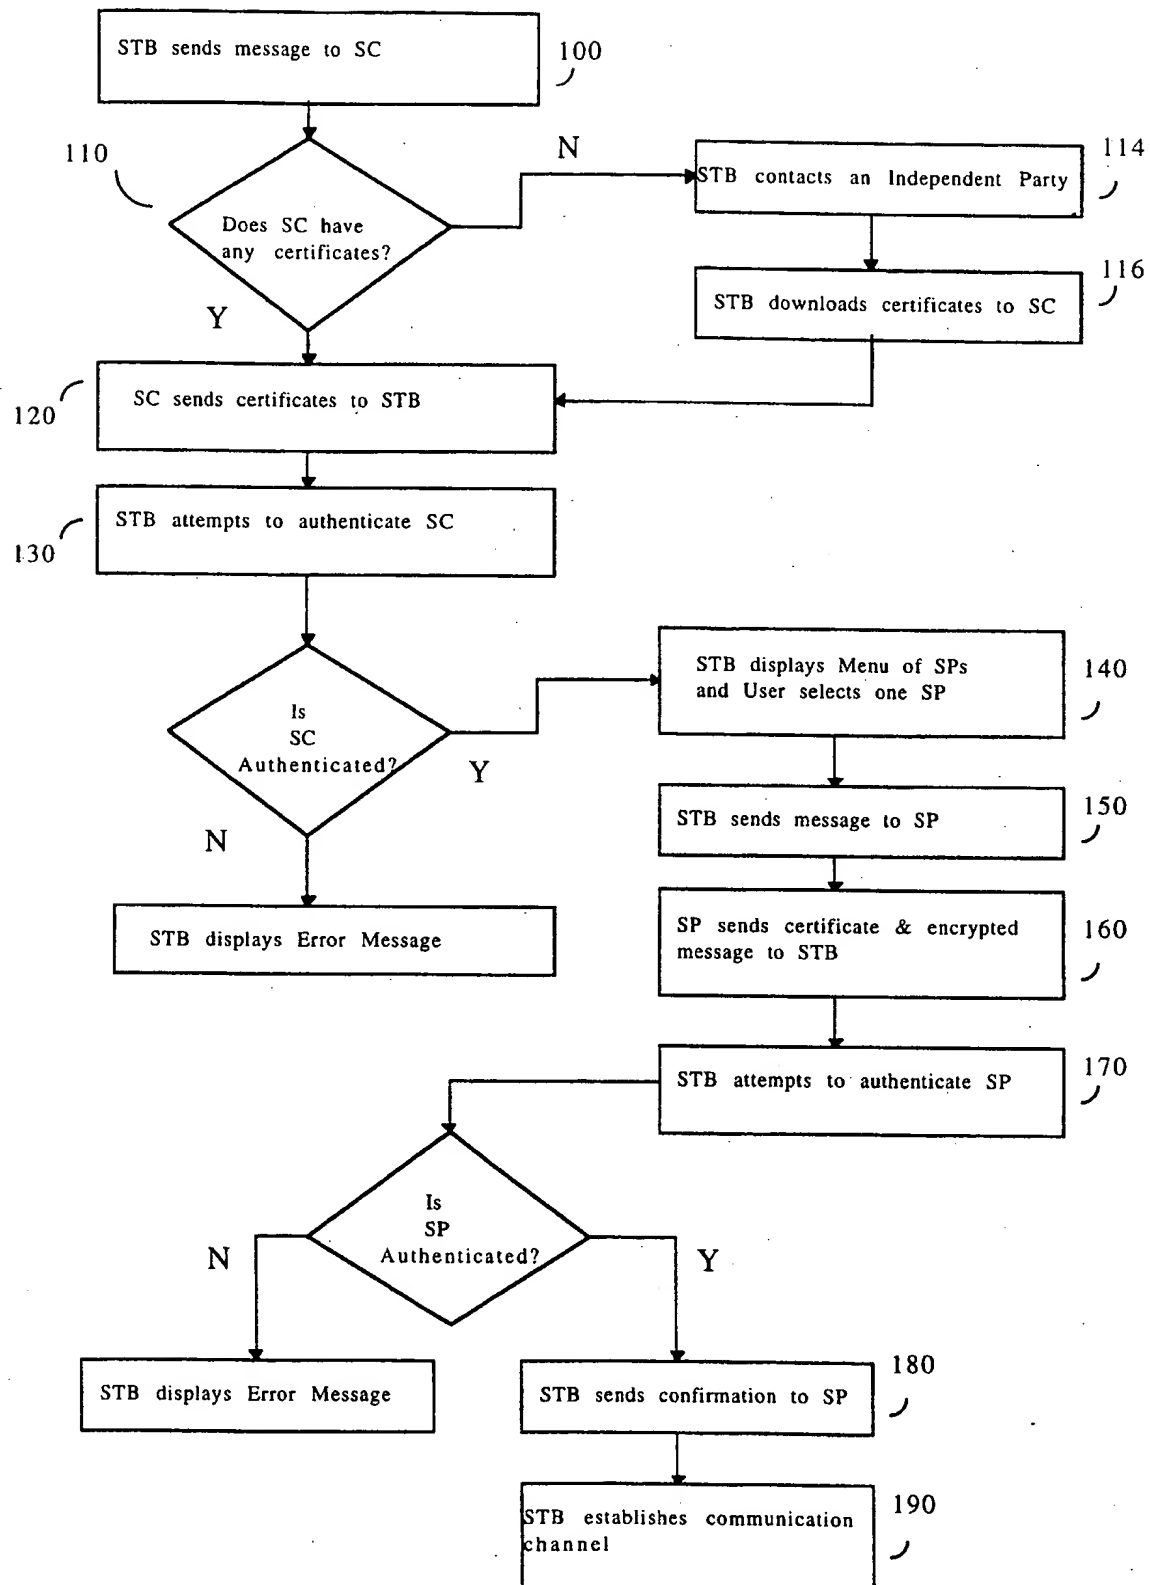 STB sends message to SC
100
110
Does SC have
any certificates?
N
Y
STB contacts an Independent Party
114
STB downloads certificates to SC
116
SC sends certificates to STB
120
STB attempts to authenticate SC
130
Is
SC
Authenticated?
Y
N
STB displays Error Message
STB displays Menu of SPs
and User selects one SP
140
STB sends message to SP
150
SP sends certificate & encrypted
message to STB
160
STB attempts to authenticate SP
170
Is
SP
Authenticated?
N
Y
STB displays Error Message
STB sends confirmation to SP
180
STB establishes communication
channel
190